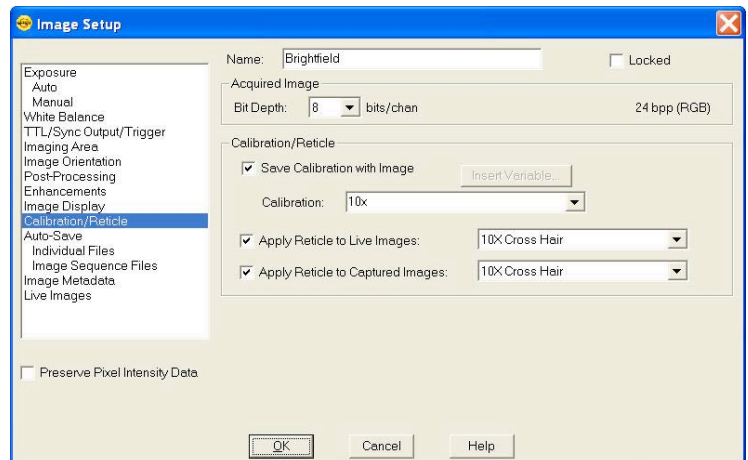 Image Setup
Name: Brightfield
Locked
Exposure
Auto
Manual
White Balance
TTL/Sync Output/Trigger
Imaging Area
Image Orientation
Post-Processing
Enhancements
Image Display
Calibration/Reticle
Auto-Save
Individual Files
Image Sequence Files
Image Metadata
Live Images
Preserve Pixel Intensity Data
Acquired Image
Bit Depth: 8 bits/chan 24 bpp (RGB)
Calibration/Reticle
Save Calibration with Image Insert Variable...
Calibration: 10x
Apply Reticle to Live Images: 10X Cross Hair
Apply Reticle to Captured Images: 10X Cross Hair
OK Cancel Help